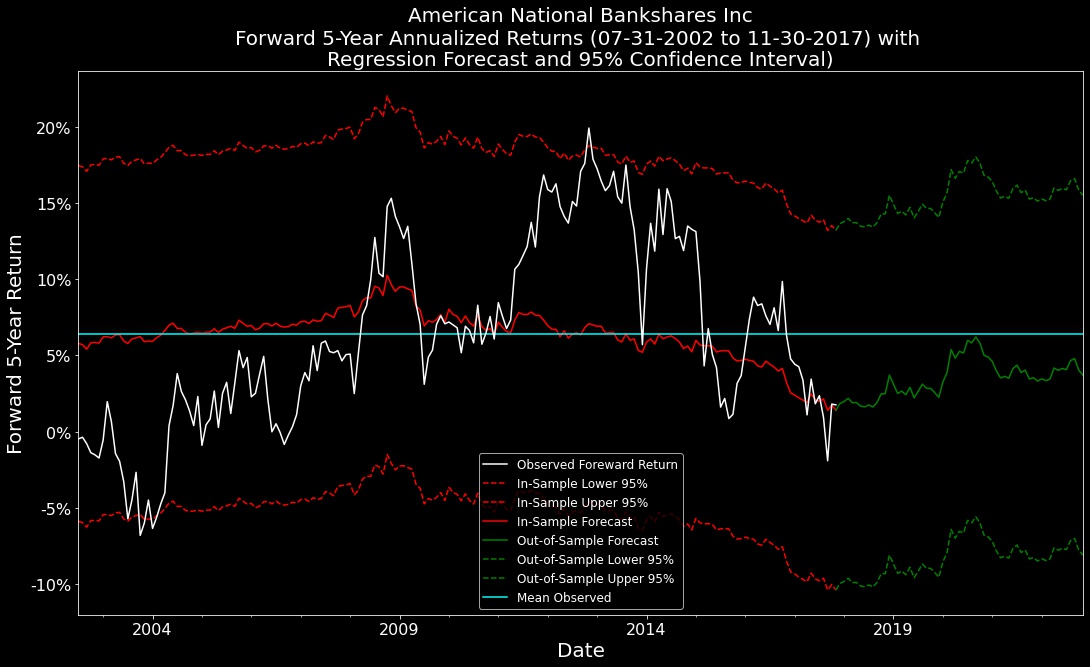 American National Bankshares Inc
Forward 5-Year Annualized Returns (07-31-2002 to 11-30-2017) with
Regression Forecast and 95% Confidence Interval)
Forward 5-Year Return
20%
15%
10%
5%
0%
-5%
-10%
Observed Foreward Return
In-Sample Lower 95%
In-Sample Upper 95%
In-Sample Forecast
Out-of-Sample Forecast
Out-of-Sample Lower 95%
Out-of-Sample Upper 95%
Mean Observed
2004
2009
2014
2019
Date